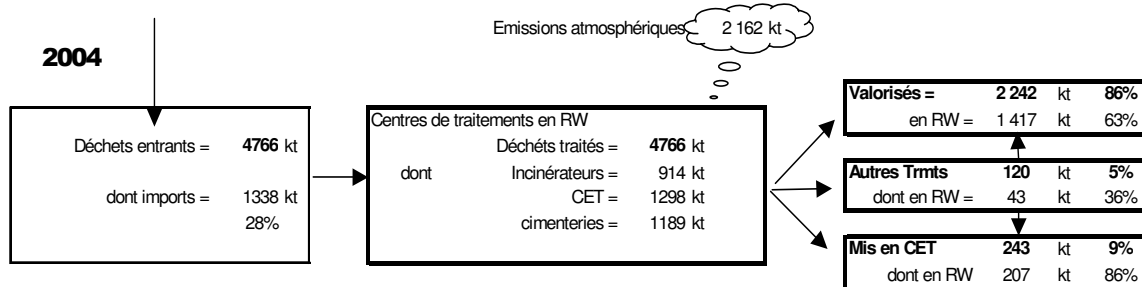 Emissions atmosphériques 2 162 kt
2004
Déchets entrants = 4766 kt
dont imports = 1338 kt
28%
Centres de traitements en RW
Déchéts traités = 4766 kt
dont Incinérateurs = 914 kt
CET = 1298 kt
cimenteries = 1189 kt
Valorisés = 2 242 kt 86%
en RW = 1 417 kt 63%
Autres Trmts 120 kt 5%
dont en RW = 43 kt 36%
Mis en CET 243 kt 9%
dont en RW 207 kt 86%